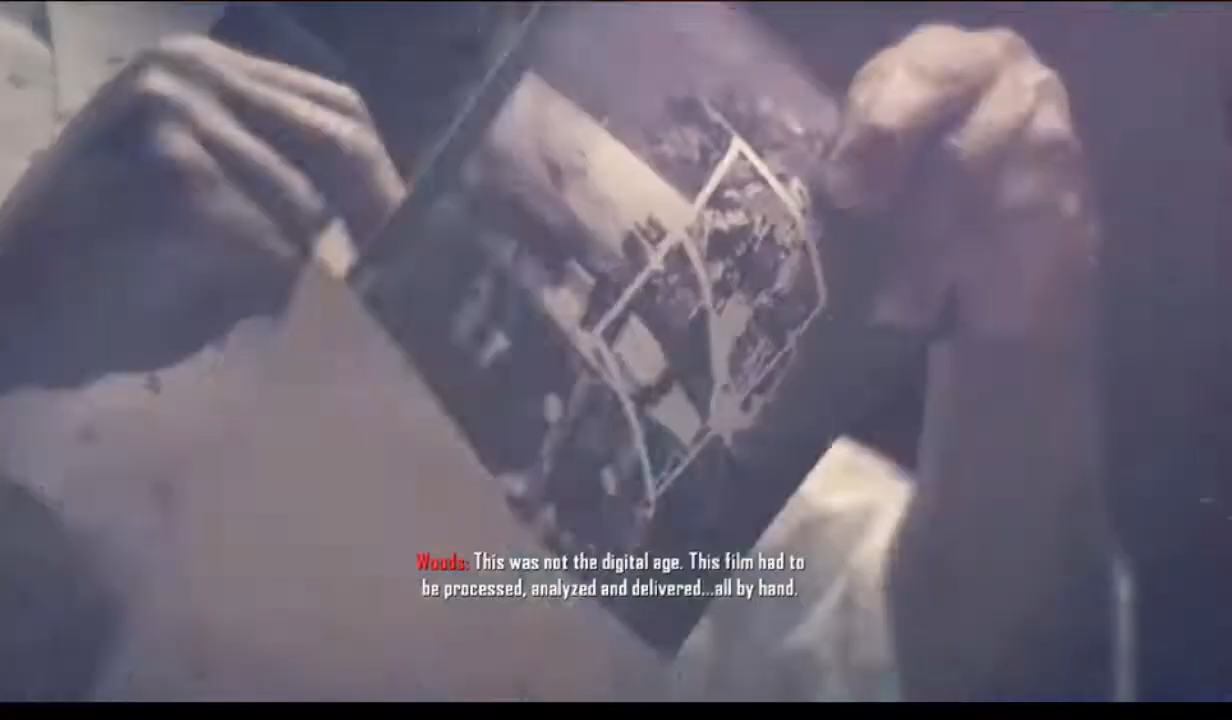 Woods: This was not the digital age. This film had to
be processed, analyzed and delivered...all by hand.